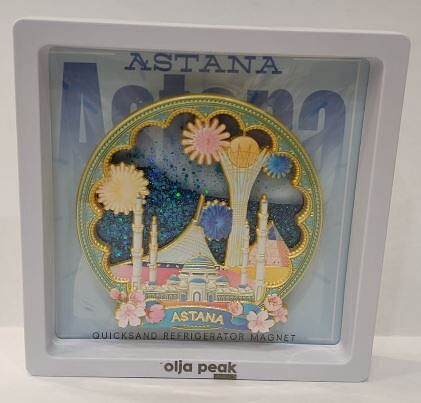 ASTANA
Astana
ASTANA
QUICKSAND REFRIGERATOR MAGNET
olja peak